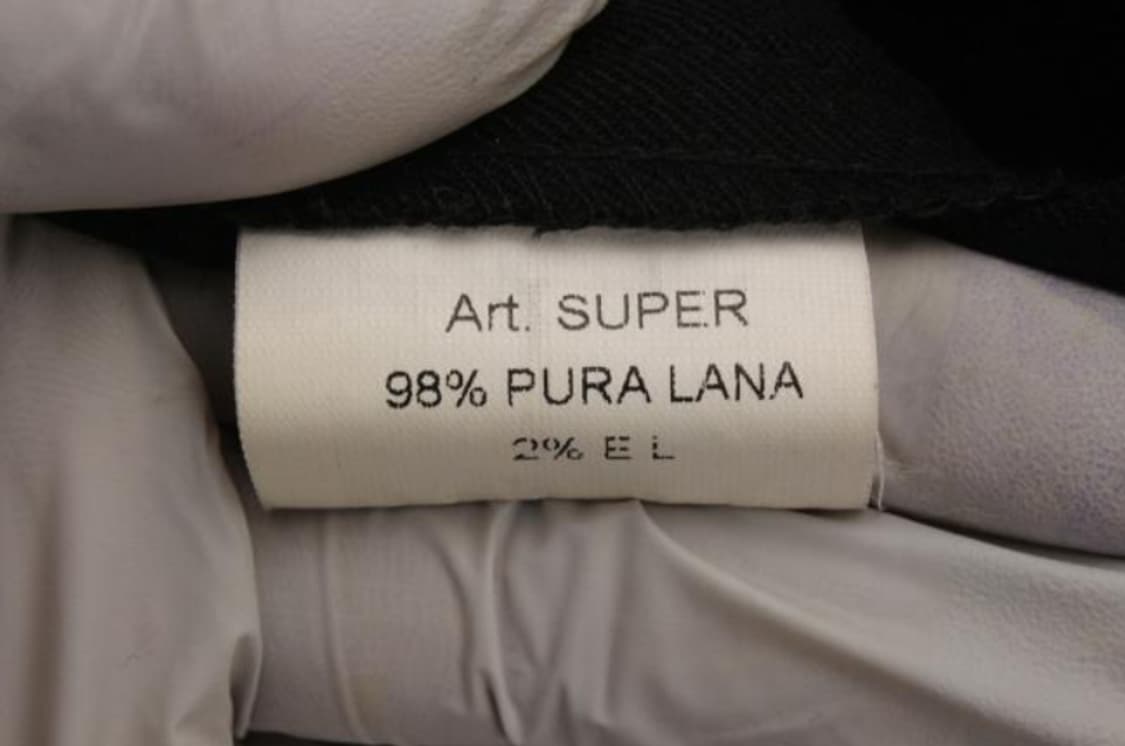 Art. SUPER
98% PURA LANA
2% E L